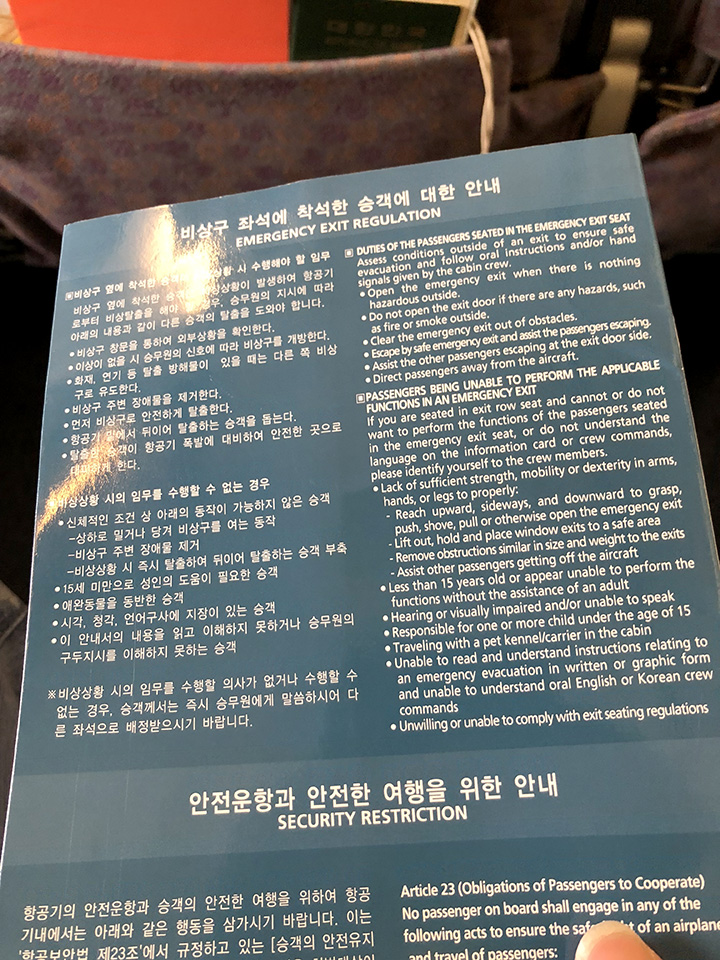 대한민국
비상구 좌석에 착석한 승객에 대한 안내
EMERGENCY EXIT REGULATION
비상구 옆에 착석한 승객 상황 시 수행해야 할 임무
비상구 옆에 착석한 승객 상황이 발생하여 항공기
로부터 비상탈출을 해야 경우, 승무원의 지시에 따라
아래의 내용과 같이 다른 승객의 탈출을 도와야 합니다.
• 비상구 창문을 통하여 외부상황을 확인한다.
• 이상이 없을 시 승무원의 신호에 따라 비상구를 개방한다.
• 화재, 연기 등 탈출 방해물이 있을 때는 다른 쪽 비상
구로 유도한다.
• 비상구 주변 장애물을 제거한다.
• 먼저 비상구로 안전하게 탈출한다.
• 항공기 밑에서 뒤이어 탈출하는 승객을 돕는다.
• 탈출한 승객이 항공기 폭발에 대비하여 안전한 곳으로
대피하게 한다.
비상상황 시의 임무를 수행할 수 없는 경우
• 신체적인 조건 상 아래의 동작이 가능하지 않은 승객
-상하로 밀거나 당겨 비상구를 여는 동작
-비상구 주변 장애물 제거
-비상상황 시 즉시 탈출하여 뒤이어 탈출하는 승객 부축
• 15세 미만으로 성인의 도움이 필요한 승객
• 애완동물을 동반한 승객
• 시각, 청각, 언어구사에 지장이 있는 승객
• 이 안내서의 내용을 읽고 이해하지 못하거나 승무원의
구두지시를 이해하지 못하는 승객
※ 비상상황 시의 임무를 수행할 의사가 없거나 수행할 수
없는 경우, 승객께서는 즉시 승무원에게 말씀하시어 다
른 좌석으로 배정받으시기 바랍니다.
DUTIES OF THE PASSENGERS SEATED IN THE EMERGENCY EXIT SEAT
Assess conditions outside of an exit to ensure safe
evacuation and follow oral instructions and/or hand
signals given by the cabin crew.
• Open the emergency exit when there is nothing
hazardous outside.
• Do not open the exit door if there are any hazards, such
as fire or smoke outside.
• Clear the emergency exit out of obstacles.
• Escape by safe emergency exit and assist the passengers escaping.
• Assist the other passengers escaping at the exit door side.
• Direct passengers away from the aircraft.
PASSENGERS BEING UNABLE TO PERFORM THE APPLICABLE
FUNCTIONS IN AN EMERGENCY EXIT
If you are seated in exit row seat and cannot or do not
want to perform the functions of the passengers seated
in the emergency exit seat, or do not understand the
language on the information card or crew commands,
please identify yourself to the crew members.
• Lack of sufficient strength, mobility or dexterity in arms,
hands, or legs to properly:
- Reach upward, sideways, and downward to grasp,
push, shove, pull or otherwise open the emergency exit
- Lift out, hold and place window exits to a safe area
- Remove obstructions similar in size and weight to the exits
- Assist other passengers getting off the aircraft
• Less than 15 years old or appear unable to perform the
functions without the assistance of an adult
• Hearing or visually impaired and/or unable to speak
• Responsible for one or more child under the age of 15
• Traveling with a pet kennel/carrier in the cabin
• Unable to read and understand instructions relating to
an emergency evacuation in written or graphic form
and unable to understand oral English or Korean crew
commands
• Unwilling or unable to comply with exit seating regulations
안전운항과 안전한 여행을 위한 안내
SECURITY RESTRICTION
항공기의 안전운항과 승객의 안전한 여행을 위하여 항공
기내에서는 아래와 같은 행동을 삼가시기 바랍니다. 이는
'항공보안법 제23조'에서 규정하고 있는 [승객의 안전유지
Article 23 (Obligations of Passengers to Cooperate)
No passenger on board shall engage in any of the
following acts to ensure the safe of an airplane
and travel of passengers: